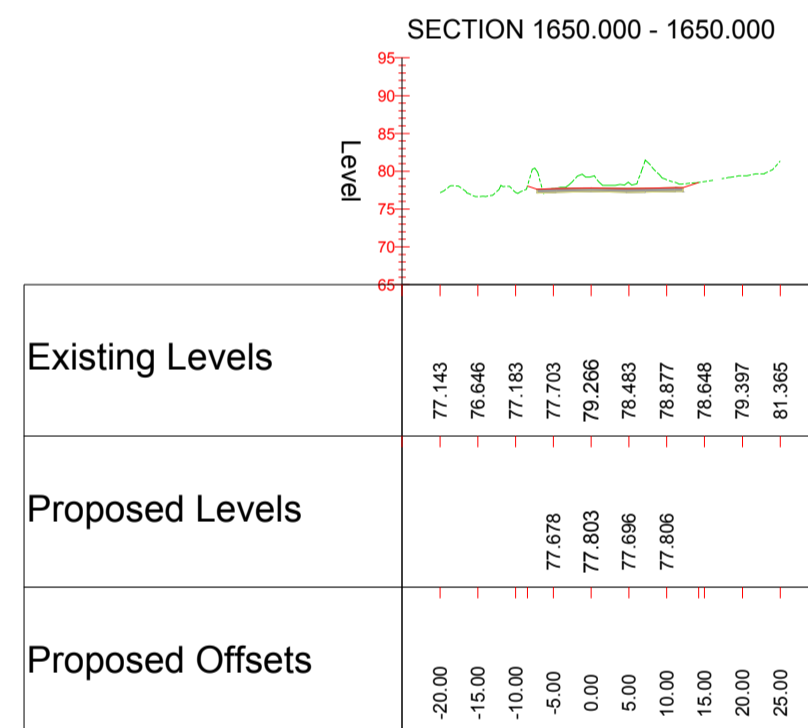 SECTION 1650.000 - 1650.000
95
90
85
80
75
70
65
Level
Existing Levels
77.143 76.646 77.183 77.703 79.266 78.483 78.877 78.648 79.397 81.365
Proposed Levels
77.678 77.803 77.696 77.806
Proposed Offsets
-20.00 -15.00 -10.00 -5.00 0.00 5.00 10.00 15.00 20.00 25.00